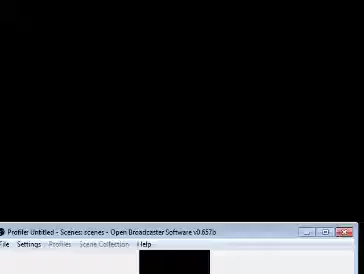 Profile: Untitled - Scenes: scenes - Open Broadcaster Software v0.657b
File Settings Profiles Scene Collection Help